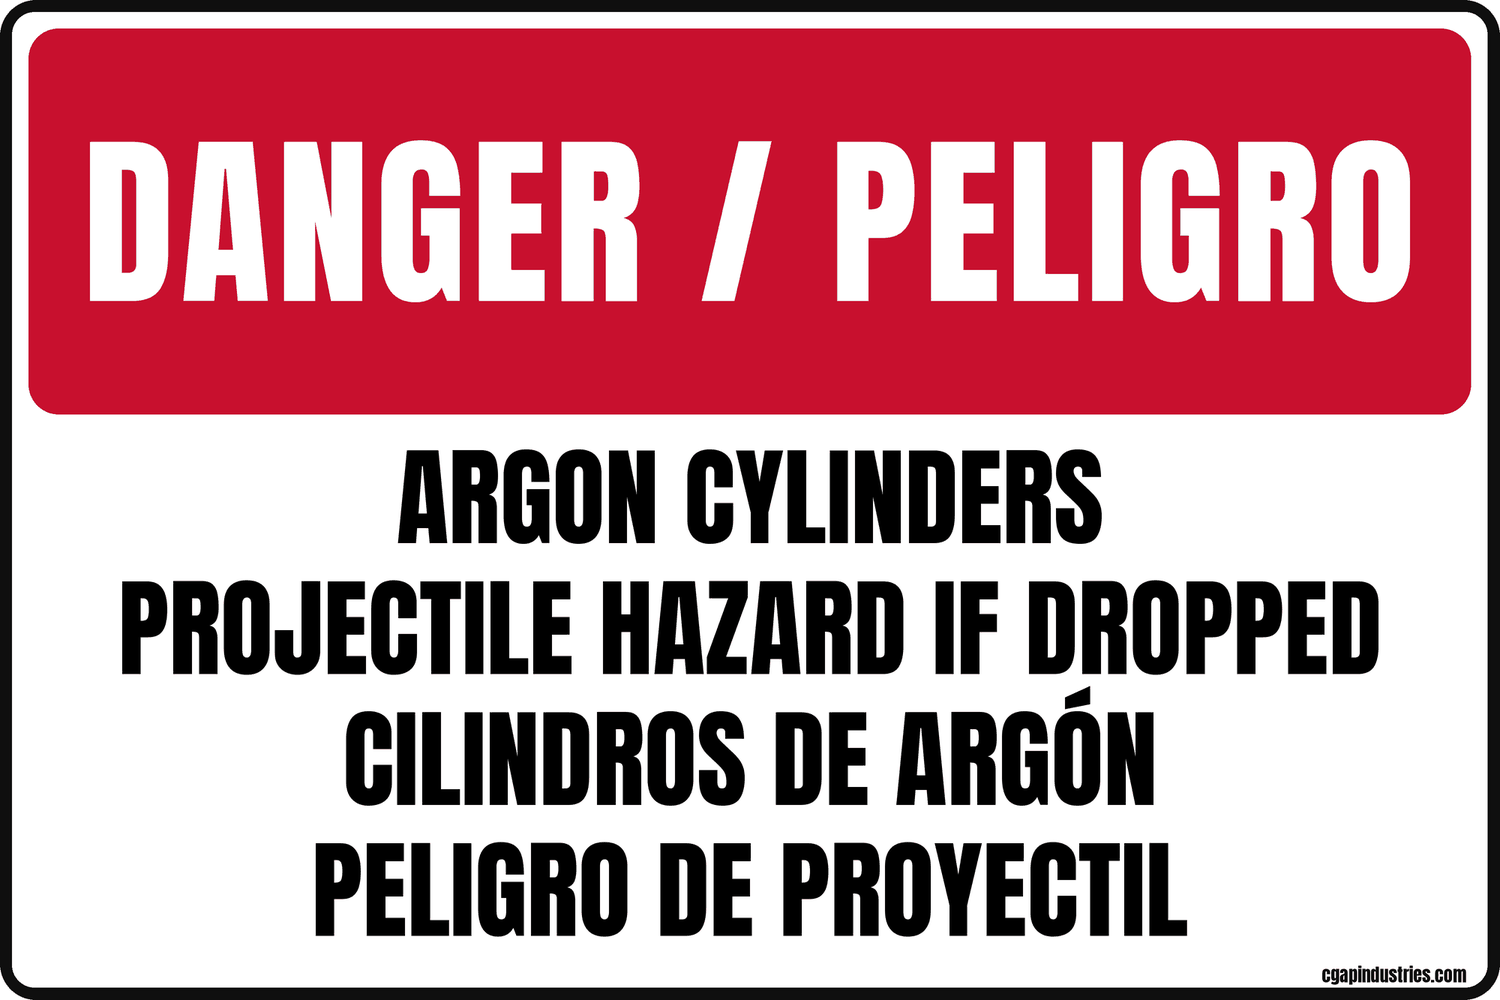 DANGER / PELIGRO
ARGON CYLINDERS
PROJECTILE HAZARD IF DROPPED
CILINDROS DE ARGÓN
PELIGRO DE PROYECTIL
cgapindustries.com